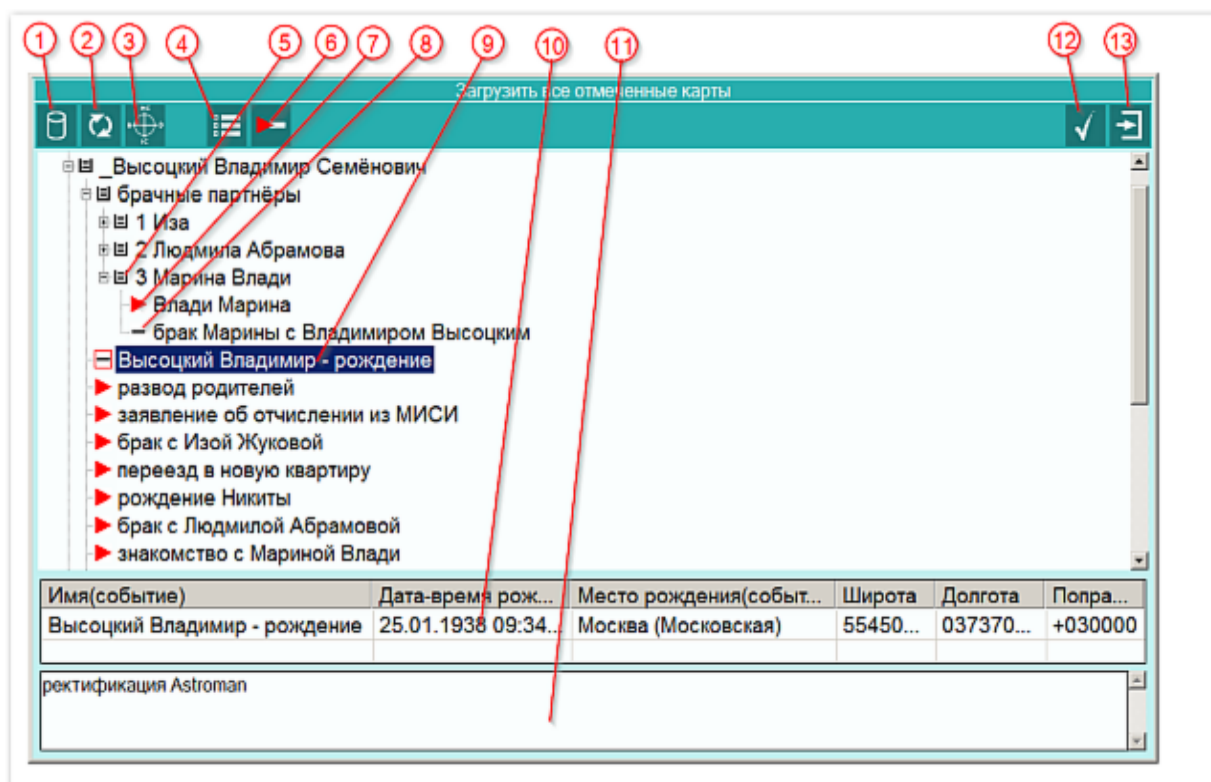 1 2 3 4 5 6 7 8 9 10 11 12 13
Загрузить все отмеченные карты
_Высоцкий Владимир Семёнович
брачные партнёры
1 Иза
2 Людмила Абрамова
3 Марина Влади
Влади Марина
брак Марины с Владимиром Высоцким
Высоцкий Владимир - рождение
развод родителей
заявление об отчислении из МИСИ
брак с Изой Жуковой
переезд в новую квартиру
рождение Никиты
брак с Людмилой Абрамовой
знакомство с Мариной Влади
Имя(событие) Дата-время рож... Место рождения(событ... Широта Долгота Попра...
Высоцкий Владимир - рождение 25.01.1938 09:34... Москва (Московская) 55450... 037370... +030000
ректификация Astroman